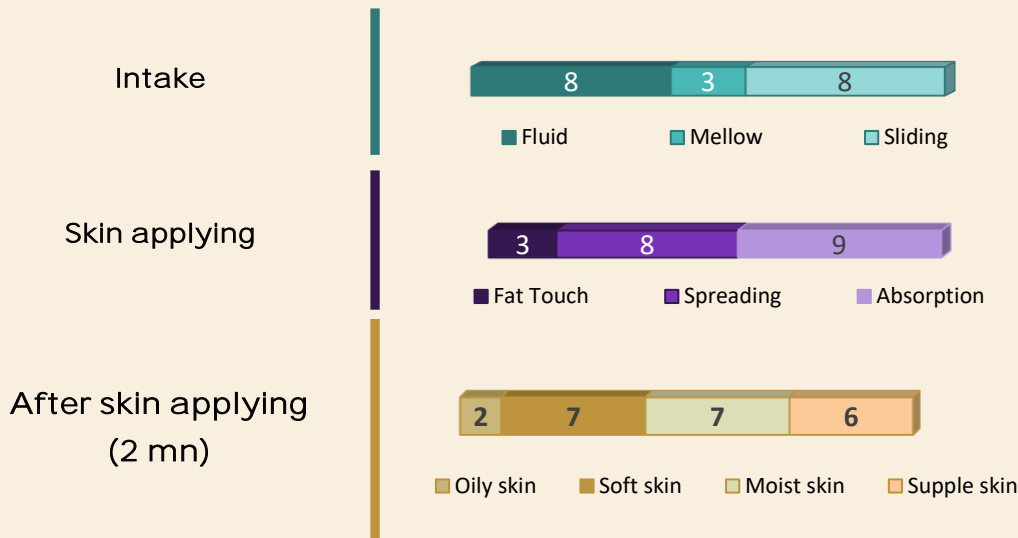 Intake
8 3 8
Fluid Mellow Sliding
Skin applying
3 8 9
Fat Touch Spreading Absorption
After skin applying
(2 mn)
2 7 7 6
Oily skin Soft skin Moist skin Supple skin